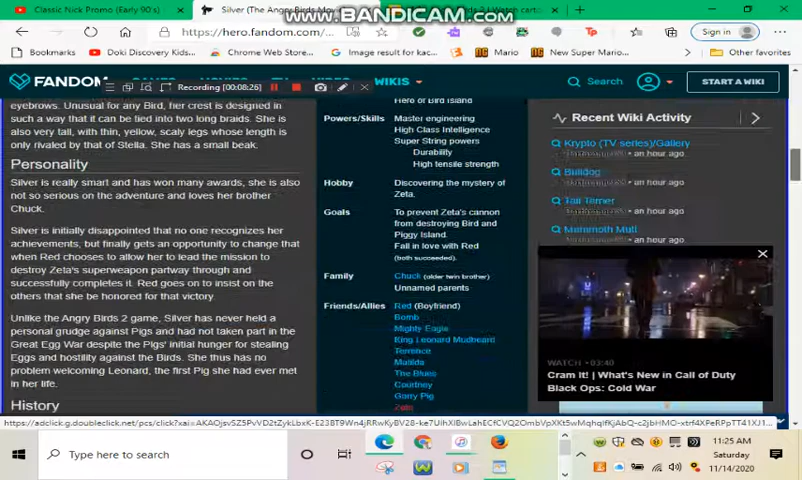 Classic Nick Promo (Early 90's)
Silver (The Angry Birds Mov
Watch carto
www.BANDICAM.com
https://hero.fandom.com/...
Sign in
Bookmarks
Doki Discovery Kids...
Chrome Web Store...
Image result for kc...
Mario
New Super Mario...
Other favorites
FANDOM
WIKIS
Search
START A WIKI
Recording [00:08:26]
eyebrows. Unusual for any Bird, her crest is designed in
such a way that it can be tied into two long braids. She is
also very tall, with thin, yellow, scaly legs whose length is
only rivaled by that of Stella. She has a small beak.
Personality
Silver is really smart and has won many awards, she is also
not so serious on the adventure and loves her brother
Chuck.
Silver is initially disappointed that no one recognizes her
achievements, but finally gets an opportunity to change that
when Red chooses to allow her to lead the mission to
destroy Zeta's superweapon partway through and
successfully completes it. Red goes on to insist on the
others that she be honored for that victory.
Unlike the Angry Birds 2 game, Silver has never held a
personal grudge against Pigs and had not taken part in the
Great Egg War despite the Pigs' initial hunger for stealing
Eggs and hostility against the Birds. She thus has no
problem welcoming Leonard, the first Pig she had ever met
in her life.
History
Hero of Bird Island
Powers/Skills
Master engineering
High Class Intelligence
Super String powers
Durability
High tensile strength
Hobby
Discovering the mystery of
Zeta.
Goals
To prevent Zeta's cannon
from destroying Bird and
Piggy Island.
Fall in love with Red
(both succeeded).
Family
Chuck (older twin brother)
Unnamed parents
Friends/Allies
Red (Boyfriend)
Bomb
Mighty Eagle
King Leonard Mudbeard
Terrence
Matilda
The Blues
Courtney
Garry Pig
Zeta
Recent Wiki Activity
Krypto (TV series)/Gallery
• an hour ago
Bulldog
• an hour ago
Tail Terrier
• an hour ago
Mammoth Mutt
• an hour ago
WATCH • 03:40
Cram It! | What's New in Call of Duty
Black Ops: Cold War
Type here to search
11:25 AM
Saturday
11/14/2020